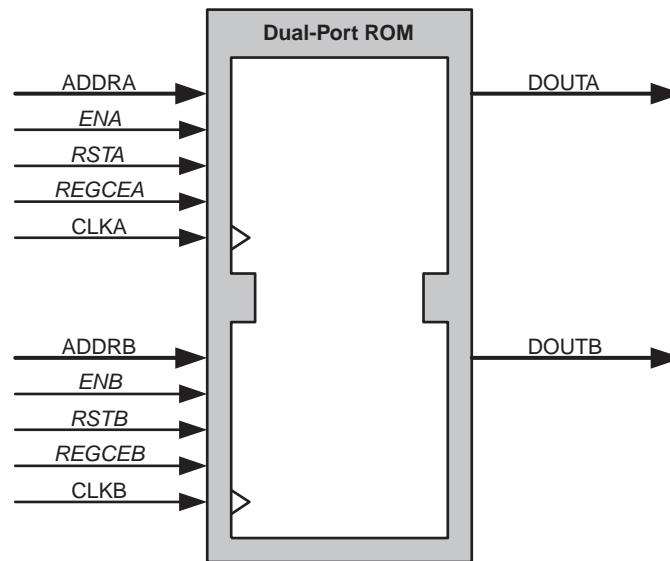 Dual-Port ROM
ADDRA
ENA
RSTA
REGCEA
CLKA
DOUTA
ADDRB
ENB
RSTB
REGCEB
CLKB
DOUTB